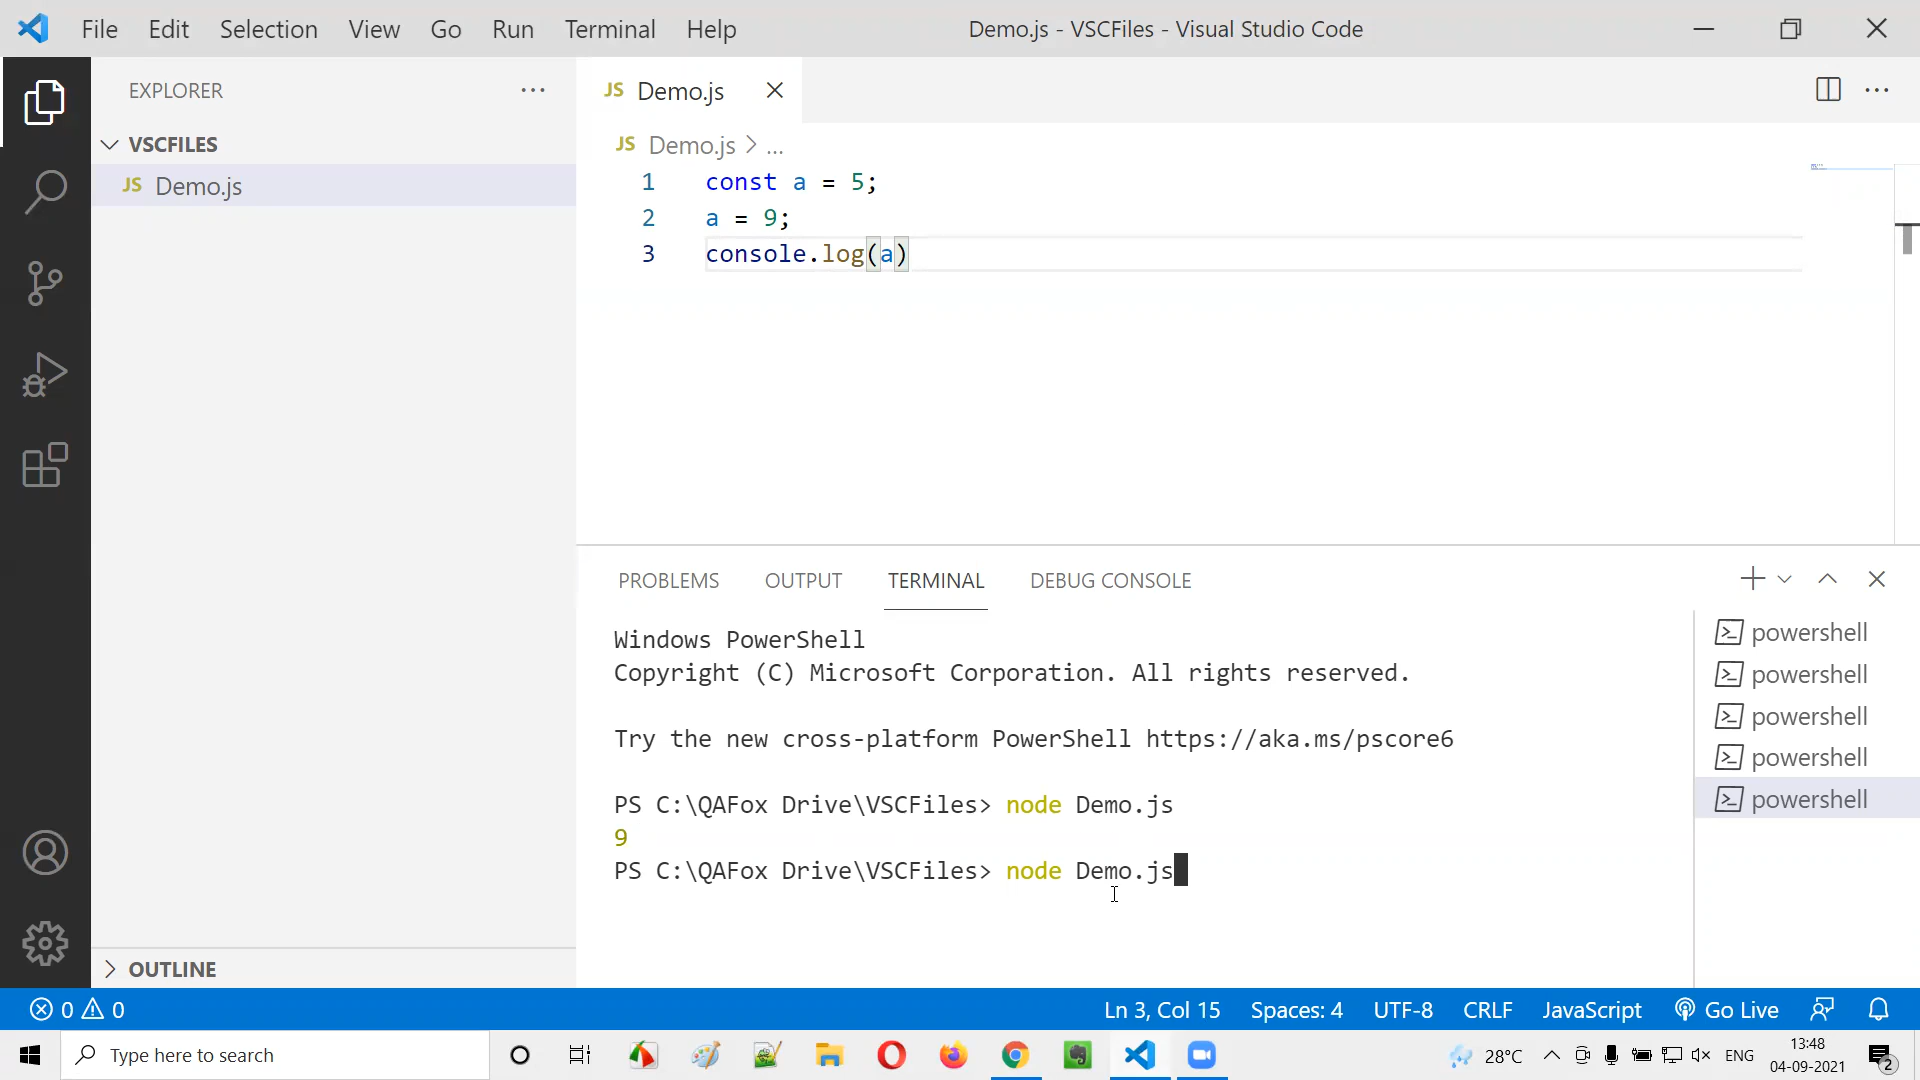 File Edit Selection View Go Run Terminal Help
Demo.js - VSCFiles - Visual Studio Code
EXPLORER ...
VSCFILES
JS Demo.js
OUTLINE
JS Demo.js
JS Demo.js > ...
1 const a = 5;
2 a = 9;
3 console.log(a)
PROBLEMS OUTPUT TERMINAL DEBUG CONSOLE
Windows PowerShell
Copyright (C) Microsoft Corporation. All rights reserved.
Try the new cross-platform PowerShell https://aka.ms/pscore6
PS C:\QAFox Drive\VSCFiles> node Demo.js
9
PS C:\QAFox Drive\VSCFiles> node Demo.js
powershell
powershell
powershell
powershell
powershell
0 0 Ln 3, Col 15 Spaces: 4 UTF-8 CRLF JavaScript Go Live
Type here to search
28°C ENG
13:48
04-09-2021
2